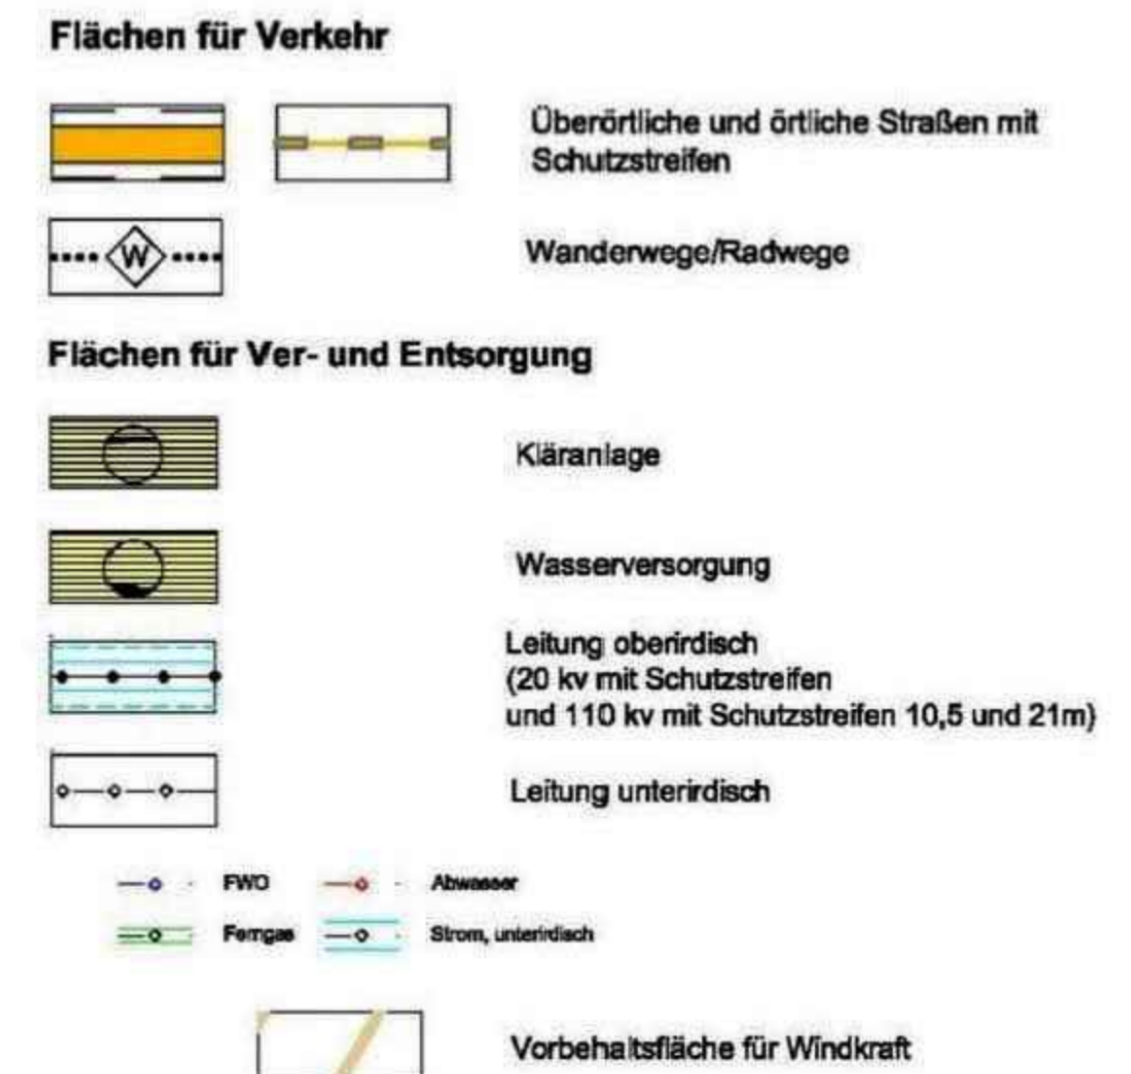 Flächen für Verkehr
Überörtliche und örtliche Straßen mit
Schutzstreifen
W
Wanderwege/Radwege
Flächen für Ver- und Entsorgung
Kläranlage
Wasserversorgung
Leitung oberirdisch
(20 kv mit Schutzstreifen
und 110 kv mit Schutzstreifen 10,5 und 21m)
Leitung unterirdisch
FWO Abwasser
Ferngas Strom, unterirdisch
Vorbehaltsfläche für Windkraft